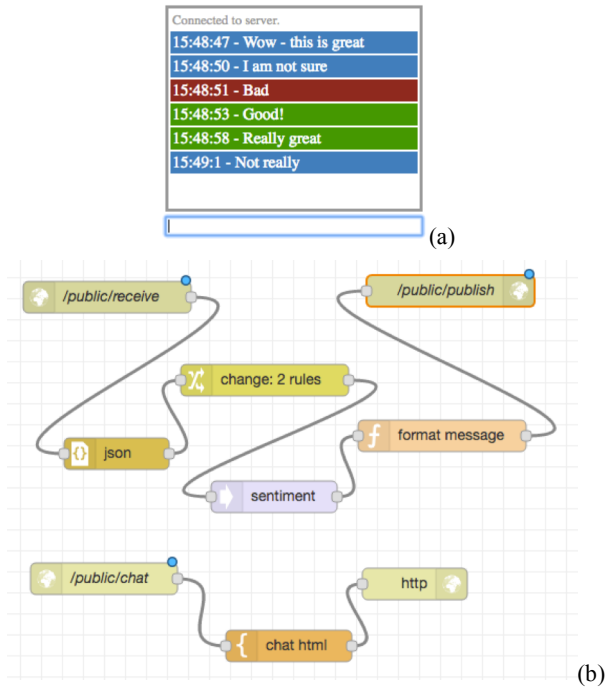 Connected to server.
15:48:47 - Wow - this is great
15:48:50 - I am not sure
15:48:51 - Bad
15:48:53 - Good!
15:48:58 - Really great
15:49:1 - Not really
(a)
/public/receive
/public/publish
change: 2 rules
format message
json
sentiment
/public/chat
http
chat html
(b)